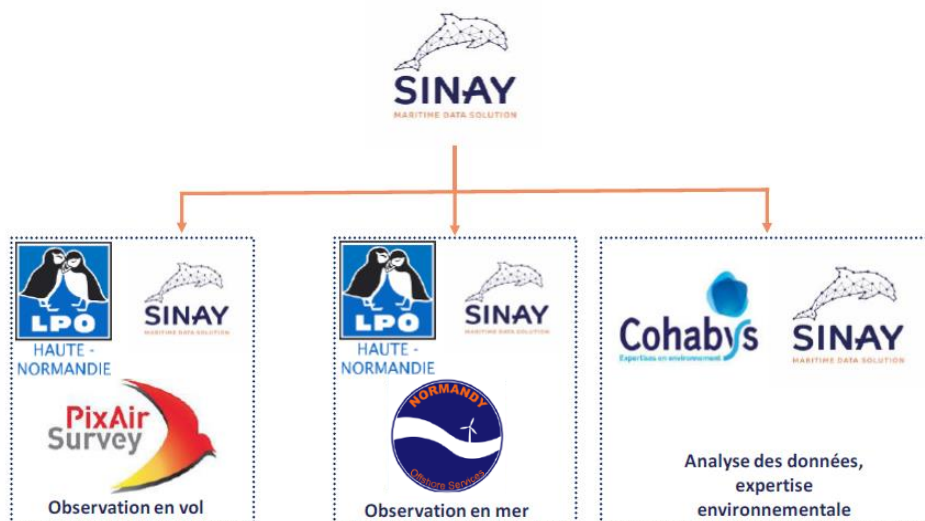 SINAY
MARITIME DATA SOLUTION
LPO
HAUTE -
NORMANDIE
SINAY
MARITIME DATA SOLUTION
PixAir
Survey
Observation en vol
LPO
HAUTE -
NORMANDIE
SINAY
MARITIME DATA SOLUTION
NORMANDY
Offshore Services
Observation en mer
Cohabys
Expertises en environnement
SINAY
MARITIME DATA SOLUTION
Analyse des données,
expertise
environnementale